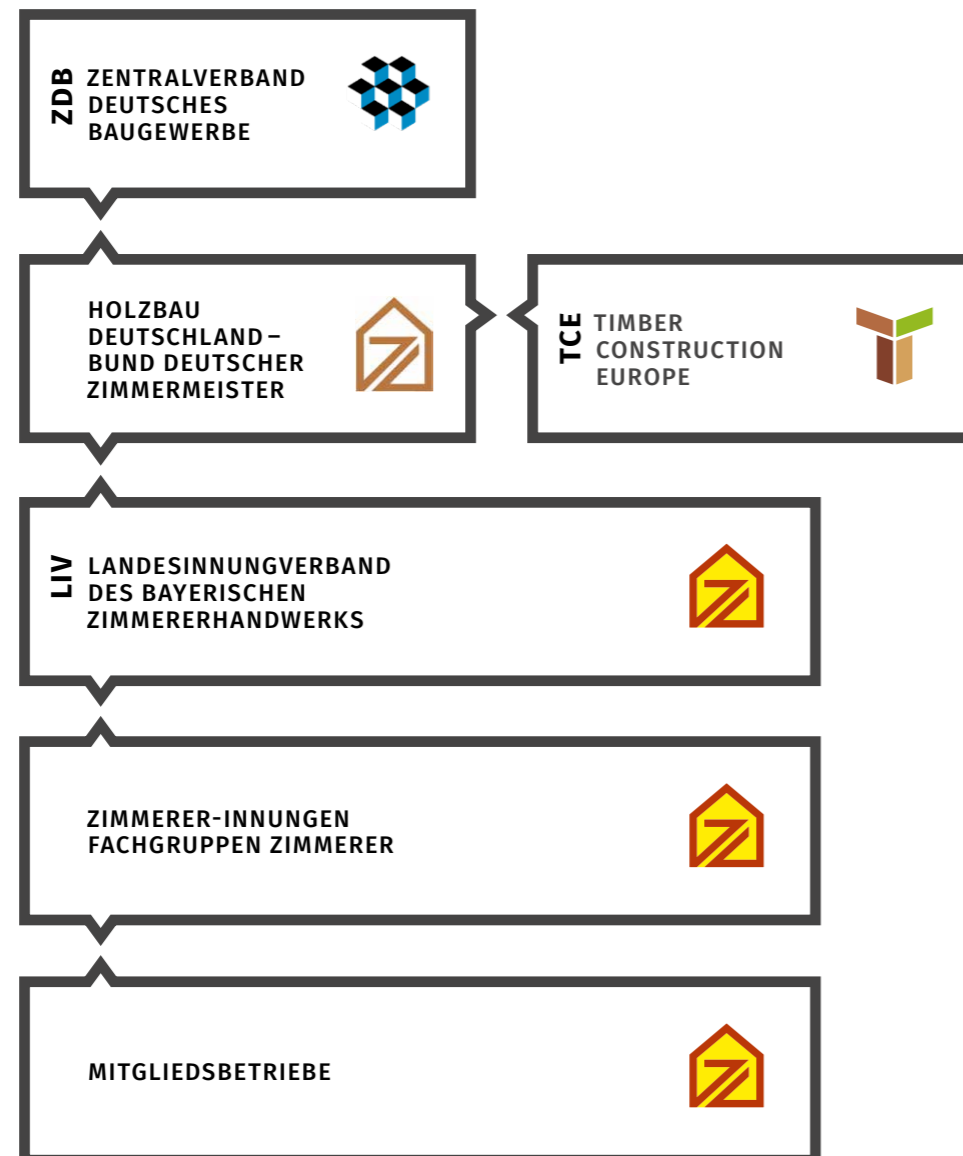 ZDB
ZENTRALVERBAND
DEUTSCHES
BAUGEWERBE
HOLZBAU
DEUTSCHLAND –
BUND DEUTSCHER
ZIMMERMEISTER
TCE
TIMBER
CONSTRUCTION
EUROPE
LIV
LANDESINNUNGVERBAND
DES BAYERISCHEN
ZIMMERERHANDWERKS
ZIMMERER-INNUNGEN
FACHGRUPPEN ZIMMERER
MITGLIEDSBETRIEBE